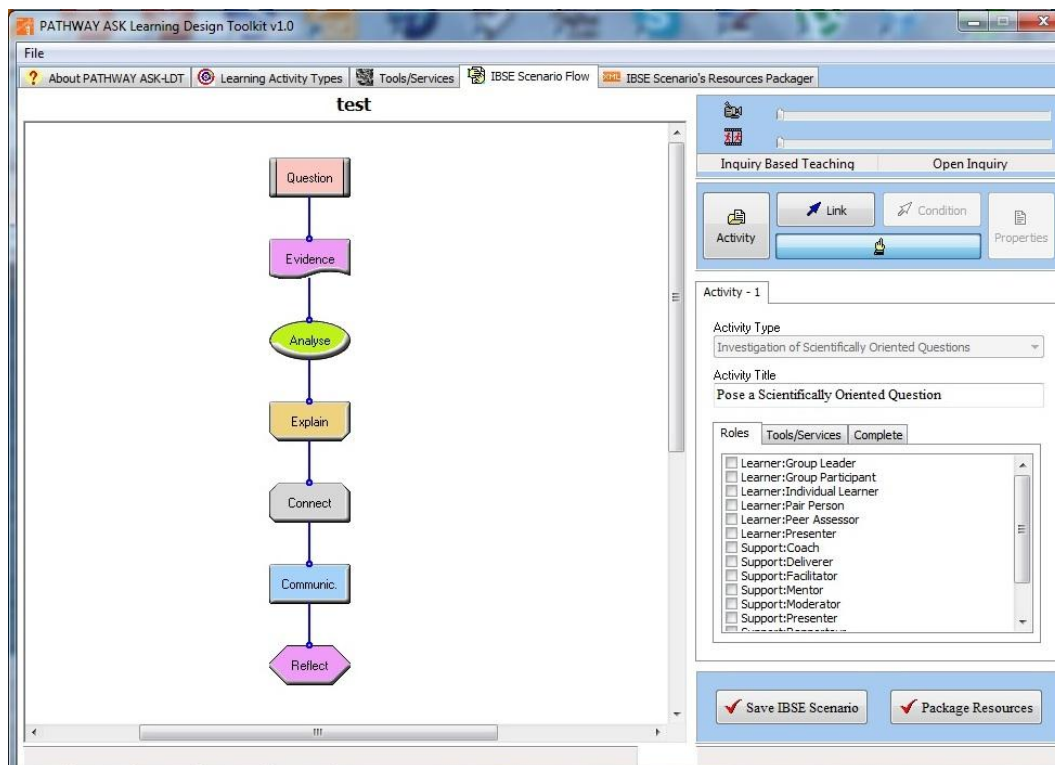 PATHWAY ASK Learning Design Toolkit v1.0
File
? About PATHWAY ASK-LDT Learning Activity Types Tools/Services IBSE Scenario Flow IBSE Scenario's Resources Packager
test
Question
Evidence
Analyse
Explain
Connect
Communic.
Reflect
Inquiry Based Teaching Open Inquiry
Activity
Link
Condition
Properties
Activity - 1
Activity Type
Investigation of Scientifically Oriented Questions
Activity Title
Pose a Scientifically Oriented Question
Roles Tools/Services Complete
Learner:Group Leader
Learner:Group Participant
Learner:Individual Learner
Learner:Pair Person
Learner:Peer Assessor
Learner:Presenter
Support:Coach
Support:Deliverer
Support:Facilitator
Support:Mentor
Support:Moderator
Support:Presenter
Save IBSE Scenario Package Resources